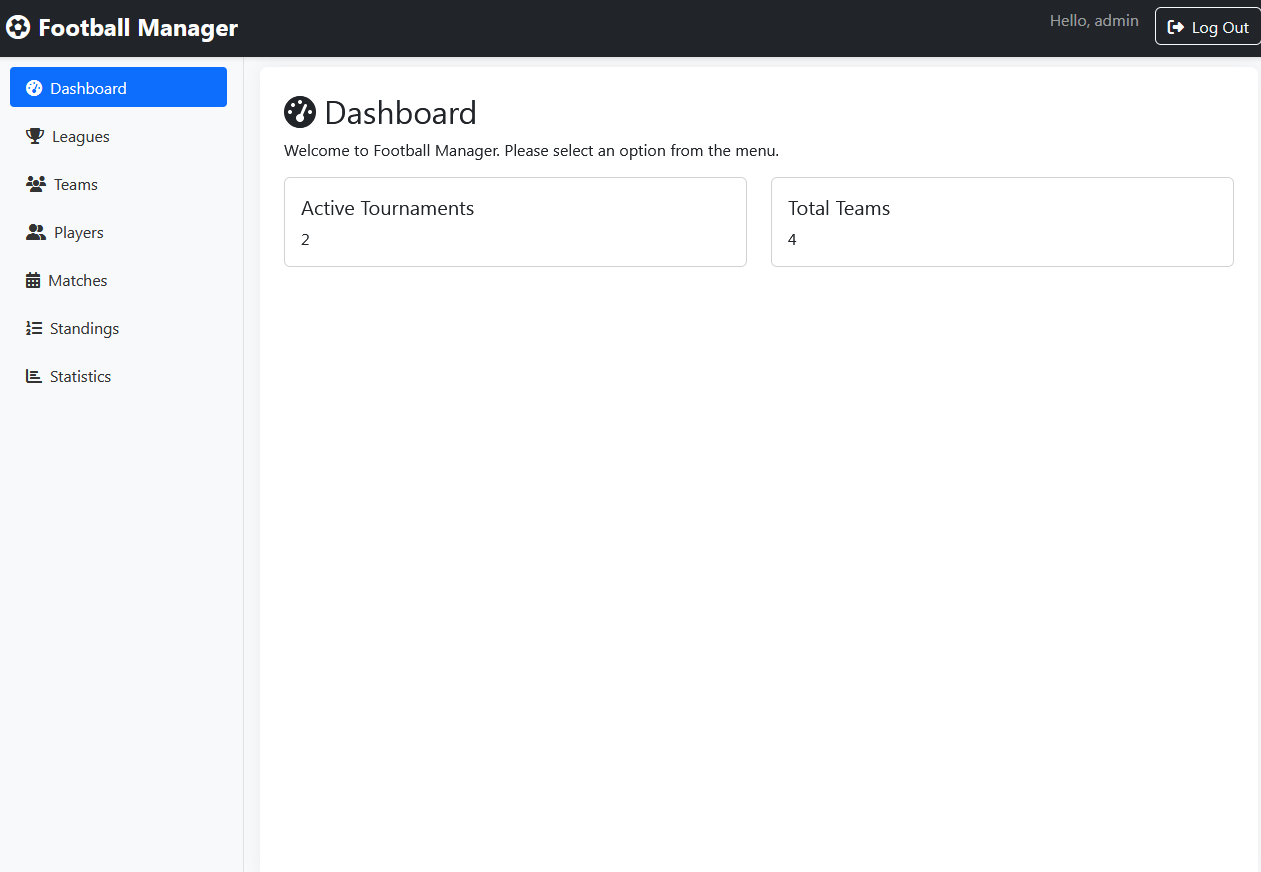 Football Manager
Hello, admin
Log Out
Dashboard
Leagues
Teams
Players
Matches
Standings
Statistics
Dashboard
Welcome to Football Manager. Please select an option from the menu.
Active Tournaments
2
Total Teams
4